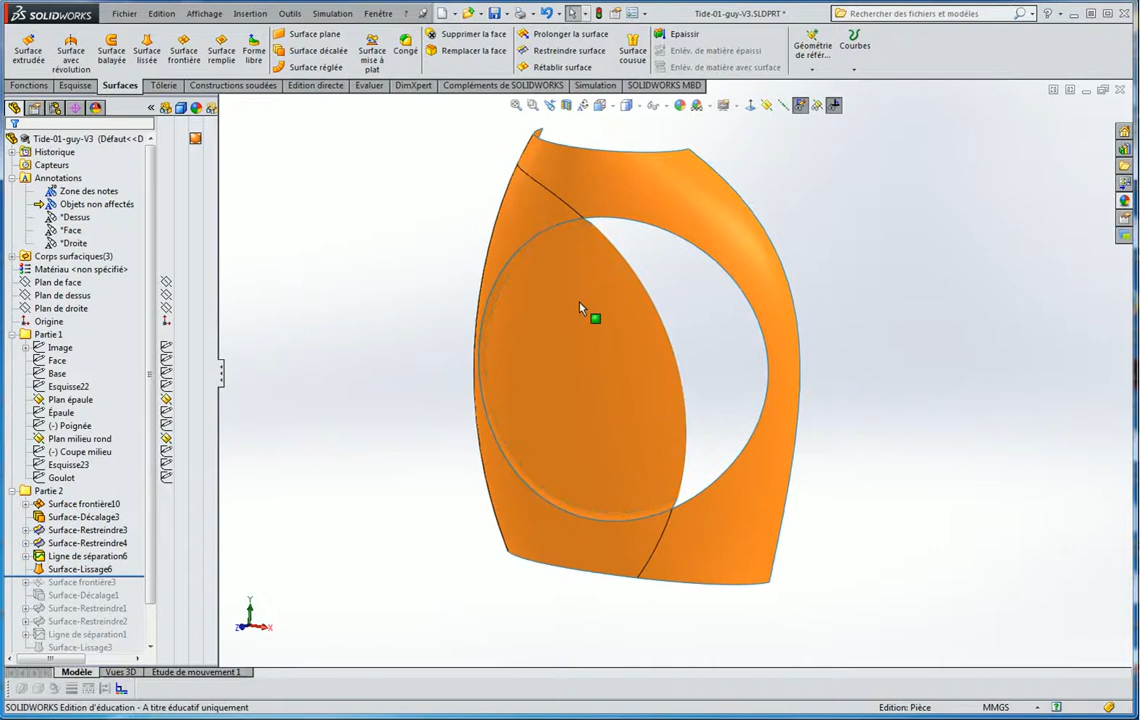 SOLIDWORKS
Fichier Edition Affichage Insertion Outils Simulation Fenêtre ?
Tide-01-guy-V3.SLDPRT *
Rechercher des fichiers et modèles
Surface extrudée
Surface avec révolution
Surface balayée
Surface lissée
Surface frontière
Surface remplie
Forme libre
Surface plane
Surface décalée
Surface réglée
Surface mise à plat
Congé
Supprimer la face
Remplacer la face
Prolonger la surface
Restreindre surface
Rétablir surface
Surface cousue
Epaissir
Enlèv. de matière épaissi
Enlèv. de matière avec surface
Géométrie de référ...
Courbes
Fonctions Esquisse Surfaces Tôlerie Constructions soudées Edition directe Evaluer DimXpert Compléments de SOLIDWORKS Simulation SOLIDWORKS MBD
Tide-01-guy-V3 (Défaut<<D
Historique
Capteurs
Annotations
Zone des notes
Objets non affectés
*Dessus
*Face
*Droite
Corps surfaciques(3)
Matériau <non spécifié>
Plan de face
Plan de dessus
Plan de droite
Origine
Partie 1
Image
Face
Base
Esquisse22
Plan épaule
Épaule
(-) Poignée
Plan milieu rond
(-) Coupe milieu
Esquisse23
Goulot
Partie 2
Surface frontière10
Surface-Décalage3
Surface-Restreindre3
Surface-Restreindre4
Ligne de séparation6
Surface-Lissage6
Surface frontière3
Surface-Décalage1
Surface-Restreindre1
Surface-Restreindre2
Ligne de séparation1
Surface-Lissage3
Y
Z
X
Modèle Vues 3D Etude de mouvement 1
SOLIDWORKS Edition d'éducation - A titre éducatif uniquement
Edition: Pièce
MMGS